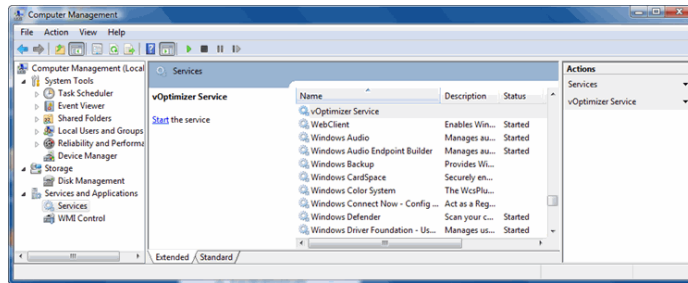 Computer Management
File Action View Help
Computer Management (Local
System Tools
Task Scheduler
Event Viewer
Shared Folders
Local Users and Groups
Reliability and Performa
Device Manager
Storage
Disk Management
Services and Applications
Services
WMI Control
Services
vOptimizer Service
Start the service
Name Description Status
vOptimizer Service
WebClient Enables Win... Started
Windows Audio Manages au... Started
Windows Audio Endpoint Builder Manages au... Started
Windows Backup Provides Wi...
Windows CardSpace Securely en...
Windows Color System The WcsPlu...
Windows Connect Now - Config ... Act as a Reg...
Windows Defender Scan your c... Started
Windows Driver Foundation - Us... Manages us... Started
Extended Standard
Actions
Services
vOptimizer Service